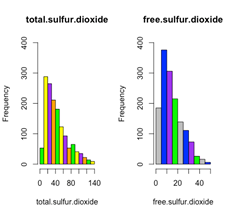 total.sulfur.dioxide
free.sulfur.dioxide
Frequency
0 100 200 300 400
0 40 80 140
total.sulfur.dioxide
Frequency
0 100 200 300 400
0 20 40
free.sulfur.dioxide